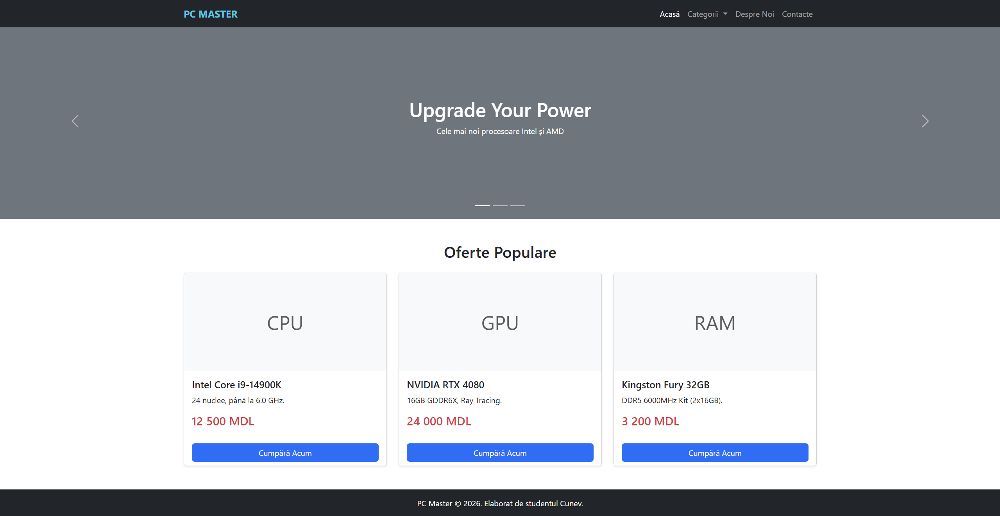 PC MASTER
Acasă Categorii Despre Noi Contacte
Upgrade Your Power
Cele mai noi procesoare Intel și AMD
Oferte Populare
CPU
Intel Core i9-14900K
24 nuclee, până la 6.0 GHz.
12 500 MDL
Cumpără Acum
GPU
NVIDIA RTX 4080
16GB GDDR6X, Ray Tracing.
24 000 MDL
Cumpără Acum
RAM
Kingston Fury 32GB
DDR5 6000MHz Kit (2x16GB).
3 200 MDL
Cumpără Acum
PC Master © 2026. Elaborat de studentul Cunev.